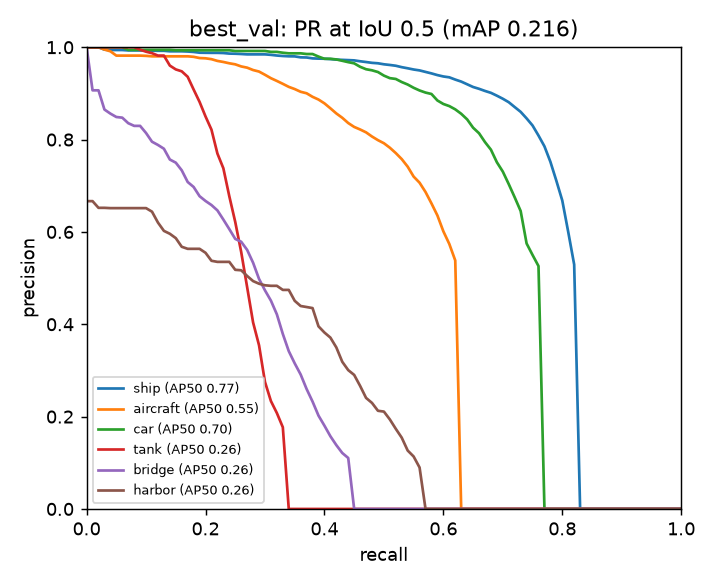 best_val: PR at IoU 0.5 (mAP 0.216)
precision
1.0
0.8
0.6
0.4
0.2
0.0
ship (AP50 0.77)
aircraft (AP50 0.55)
car (AP50 0.70)
tank (AP50 0.26)
bridge (AP50 0.26)
harbor (AP50 0.26)
0.0 0.2 0.4 0.6 0.8 1.0
recall